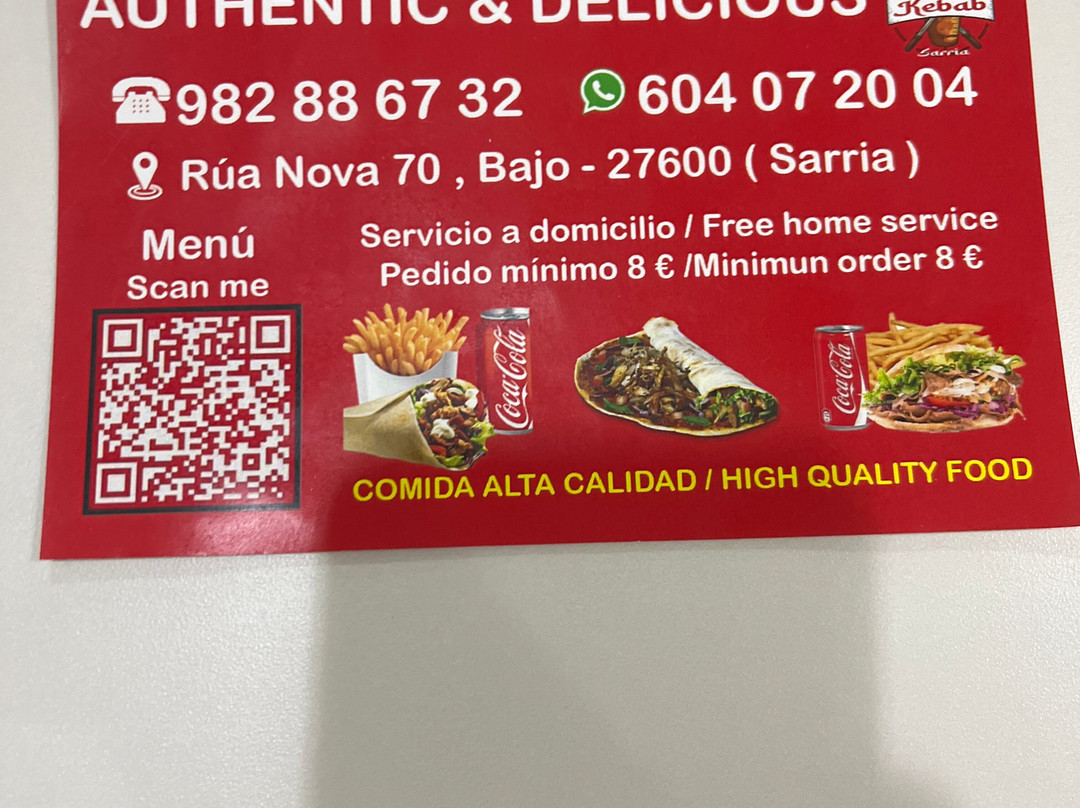 AUTHENTIC & DELICIOUS
Kebab
Sarria
982 88 67 32
604 07 20 04
Rúa Nova 70 , Bajo - 27600 ( Sarria )
Menú
Scan me
Servicio a domicilio / Free home service
Pedido mínimo 8 € /Minimun order 8 €
Coca-Cola
Coca-Cola
COMIDA ALTA CALIDAD / HIGH QUALITY FOOD